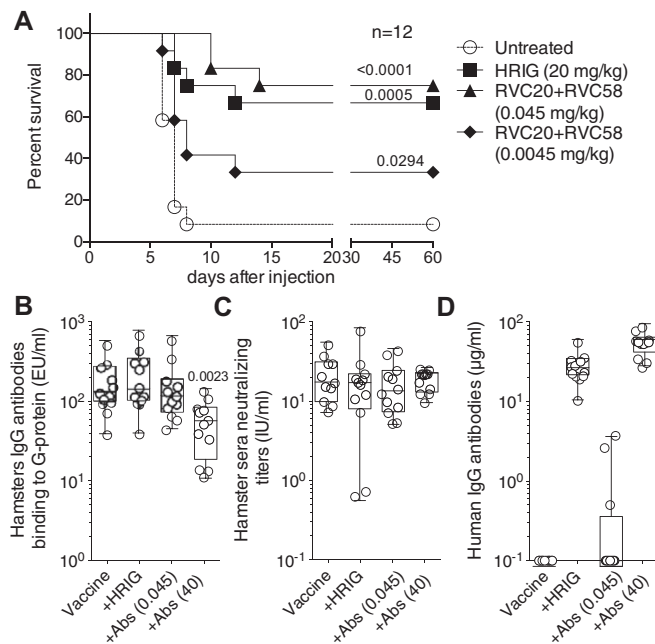 A
n=12
100
80
60
40
20
0
Percent survival
<0.0001
0.0005
0.0294
0
5
10
15
20
30
45
60
days after injection
Untreated
HRIG (20 mg/kg)
RVC20+RVC58
(0.045 mg/kg)
RVC20+RVC58
(0.0045 mg/kg)
B
Hamsters IgG antibodies
binding to G-protein (EU/ml)
10³
10²
10¹
10⁰
0.0023
Vaccine
+HRIG
+Abs (0.045)
+Abs (40)
C
Hamster sera neutralizing
titers (IU/ml)
10²
10¹
10⁰
10⁻¹
Vaccine
+HRIG
+Abs (0.045)
+Abs (40)
D
Human IgG antibodies (µg/ml)
10²
10¹
10⁰
10⁻¹
Vaccine
+HRIG
+Abs (0.045)
+Abs (40)